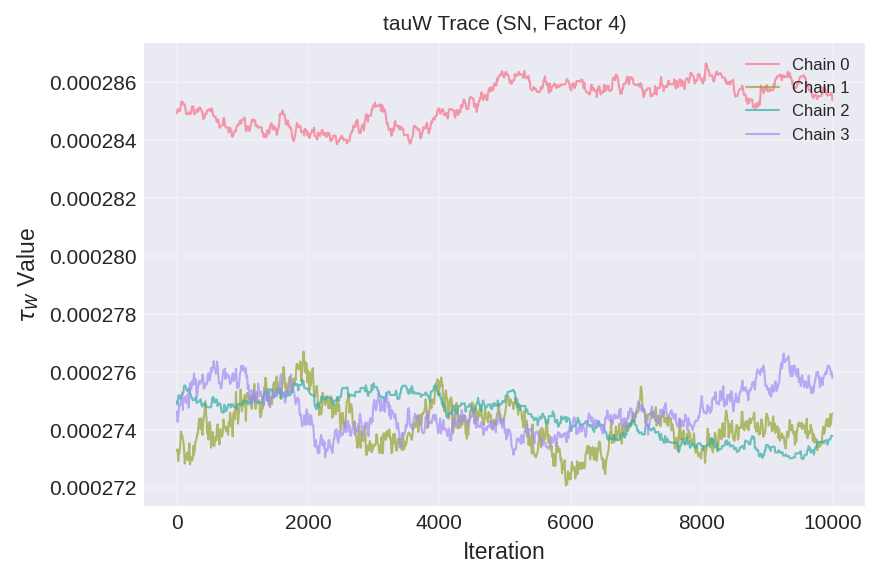 tauW Trace (SN, Factor 4)
Chain 0
Chain 1
Chain 2
Chain 3
0.000286
0.000284
0.000282
0.000280
0.000278
0.000276
0.000274
0.000272
τW Value
0 2000 4000 6000 8000 10000
Iteration